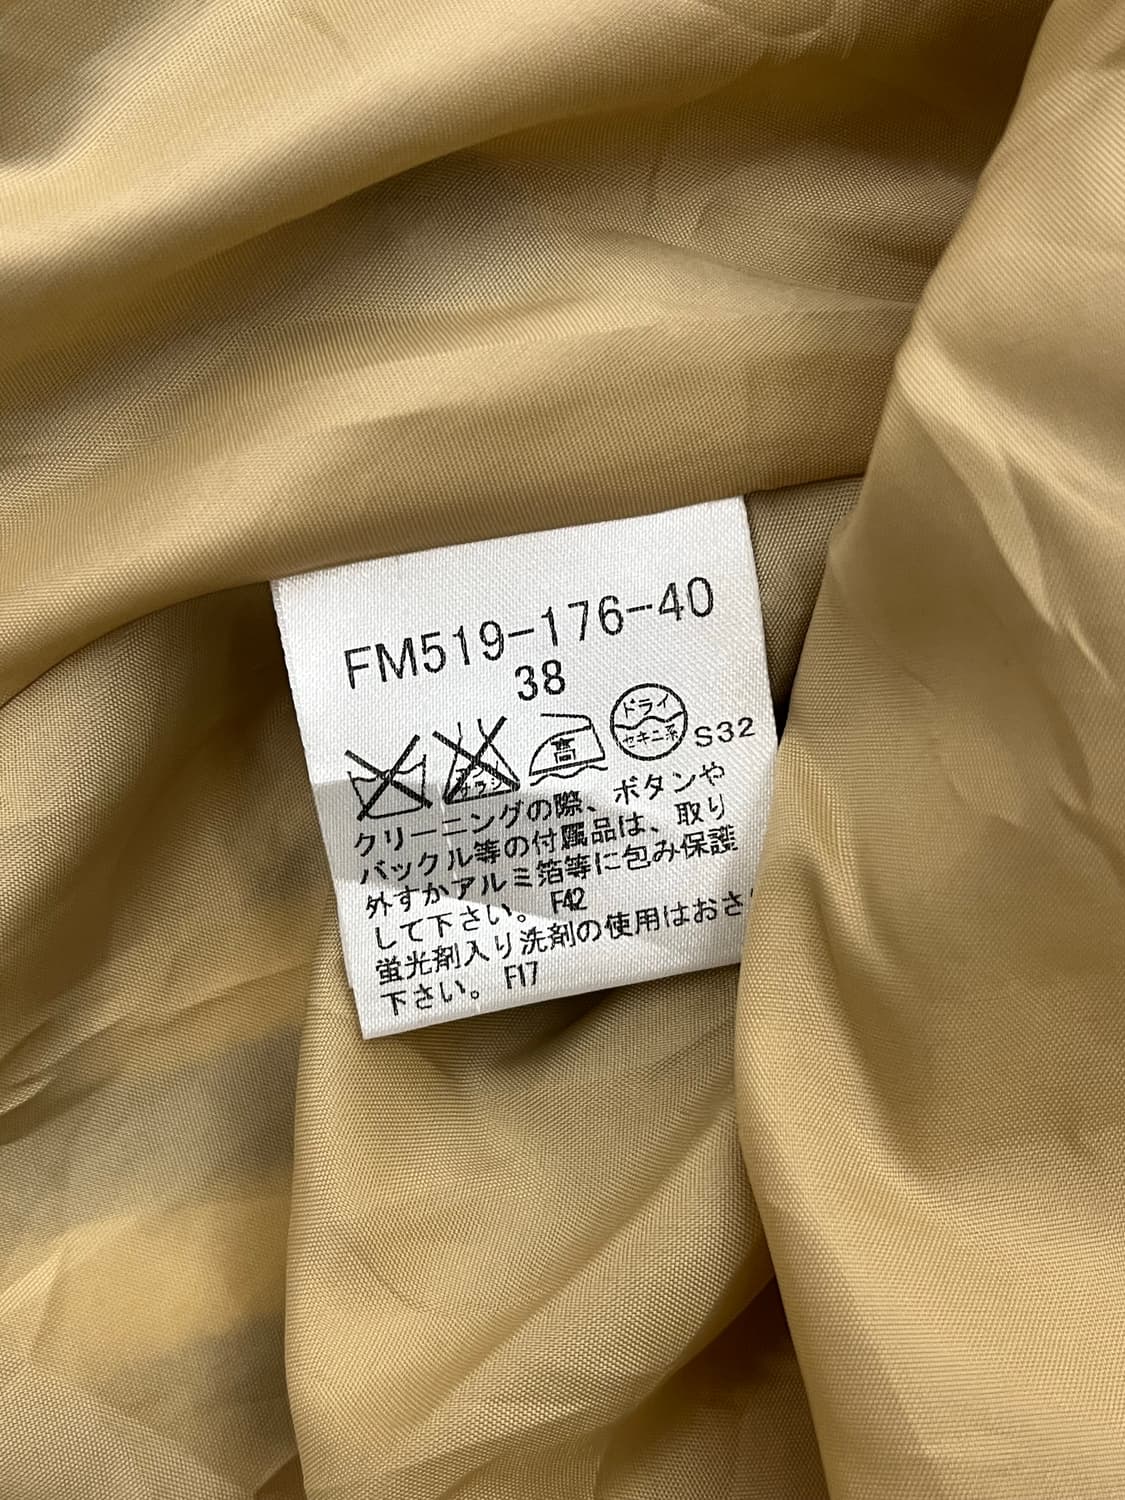 FM519-176-40
38
高 ドライ
サラシ セキユ系 S32
クリーニングの際、ボタンや
バックル等の付属品は、取り
外すかアルミ箔等に包み保護
して下さい。 F42
蛍光剤入り洗剤の使用はおさ
下さい。 F17